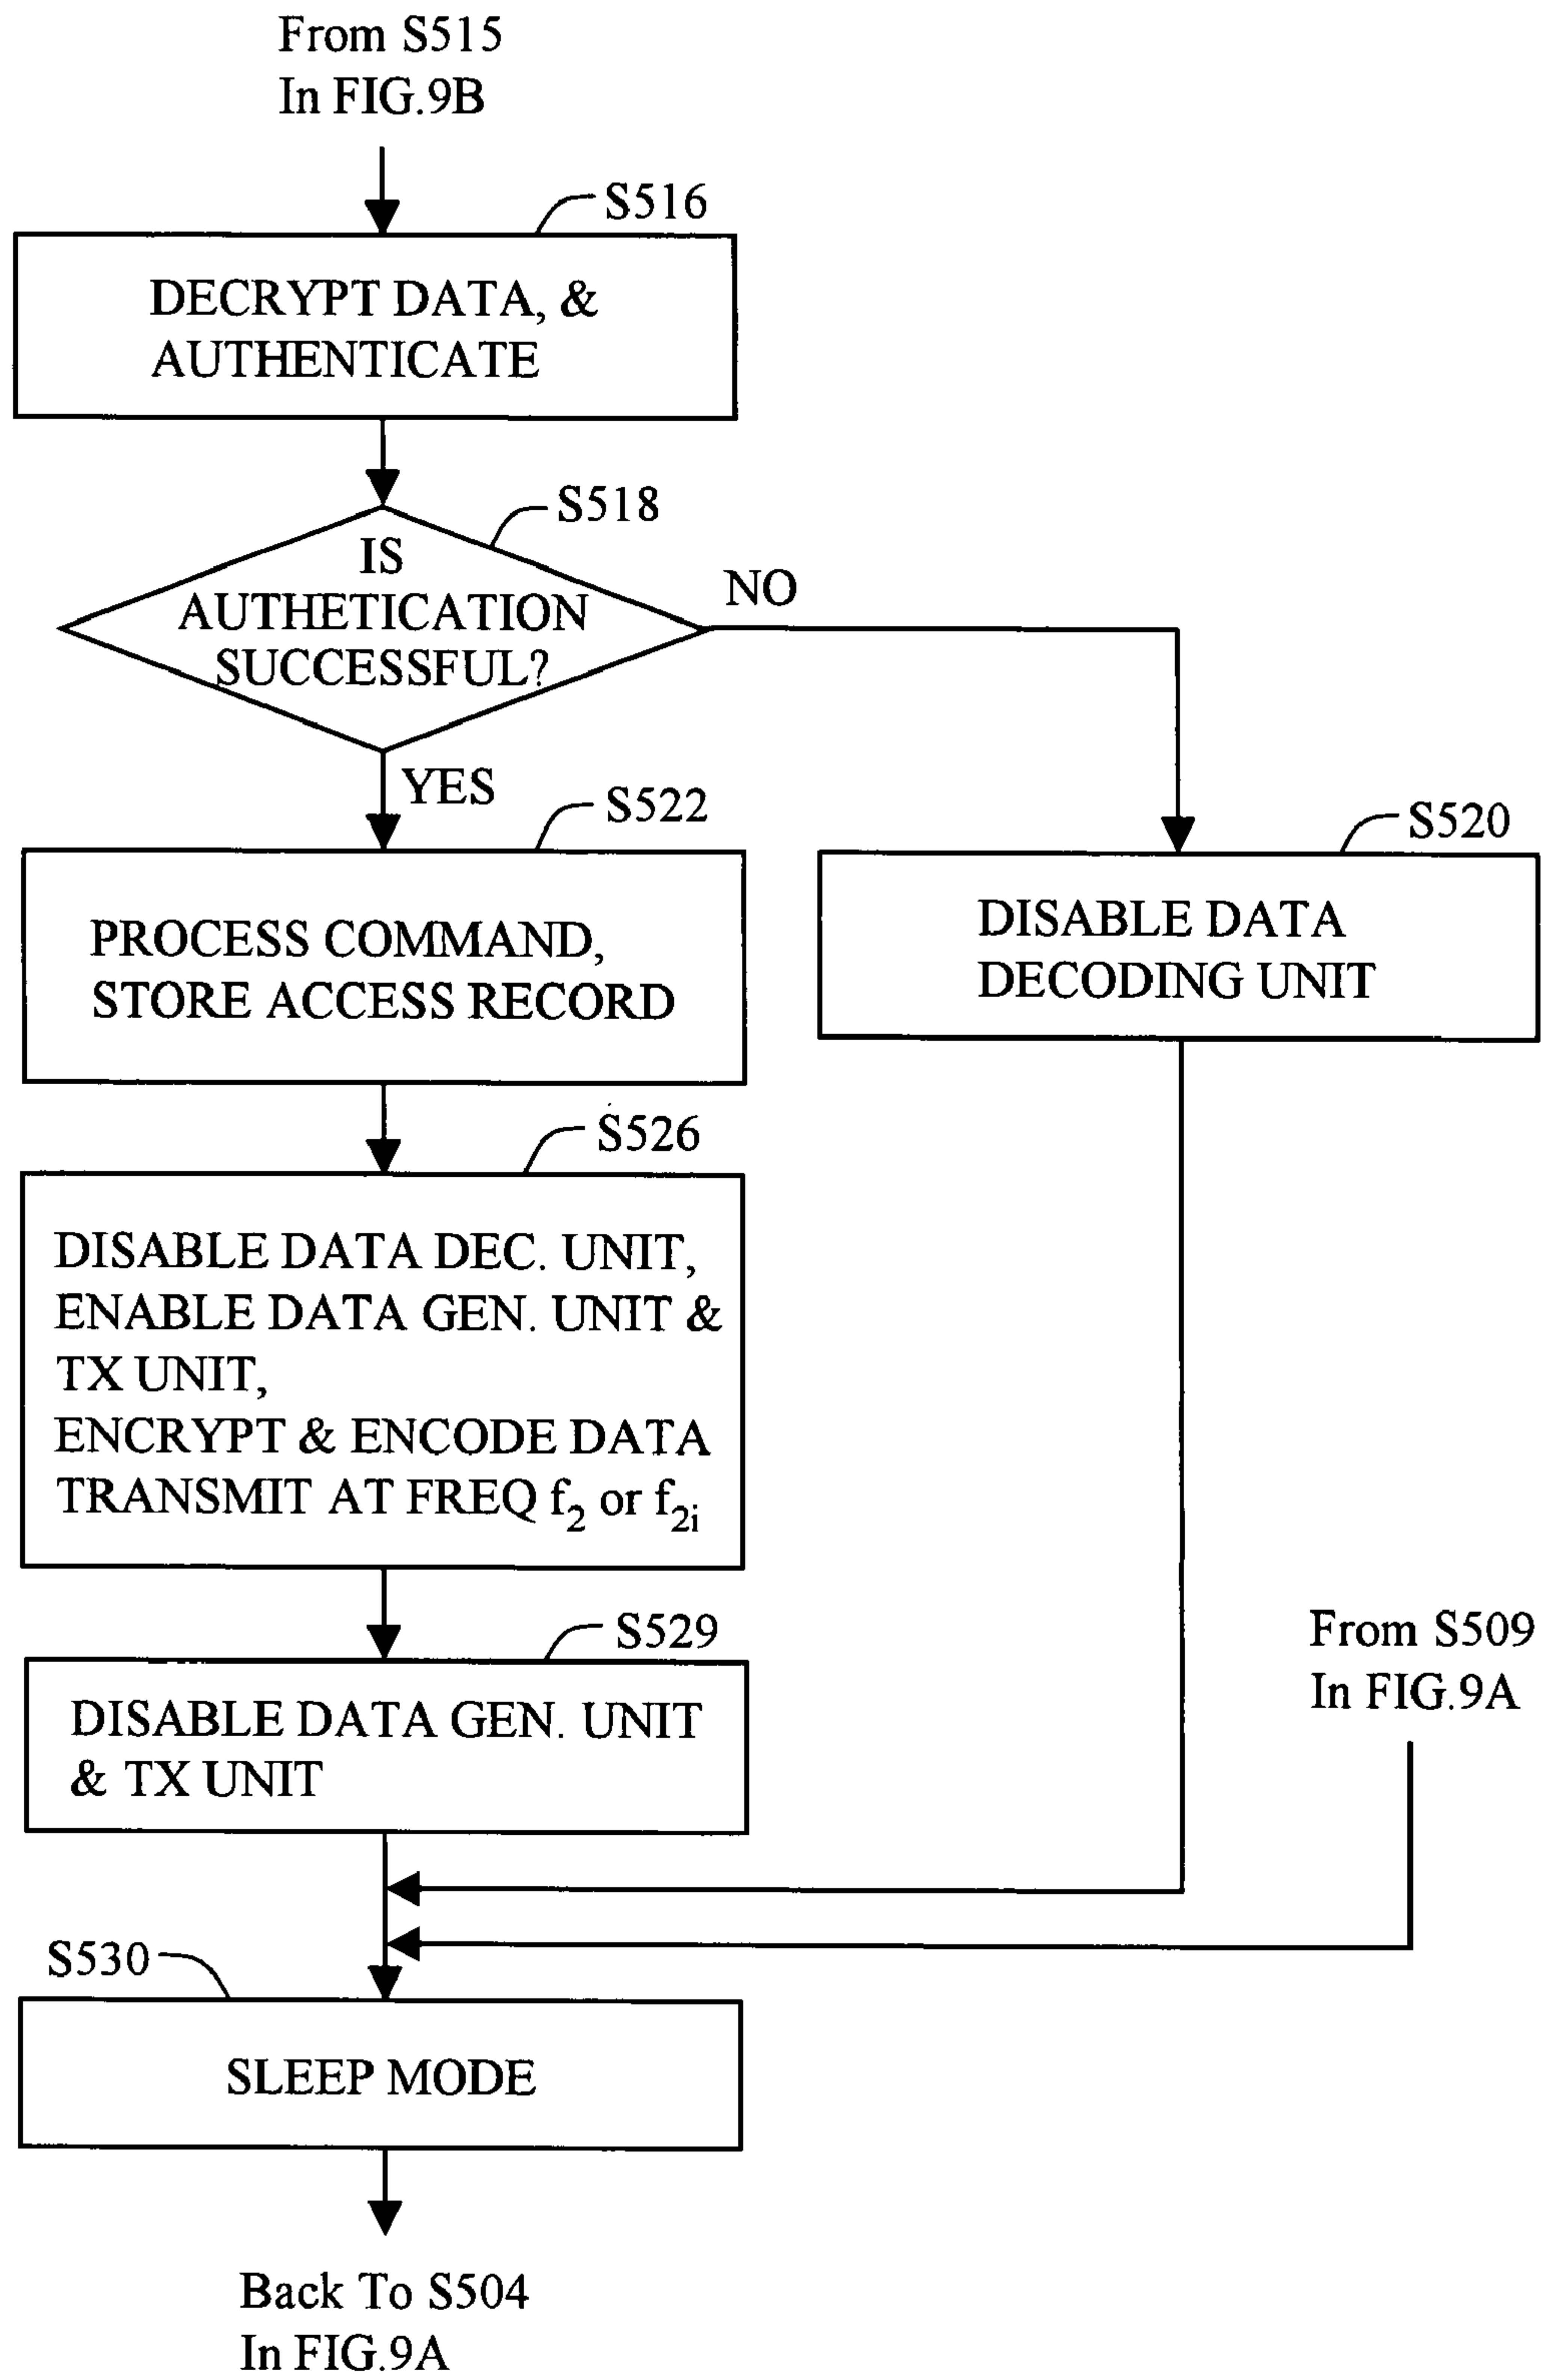 From S515
In FIG.9B
S516
DECRYPT DATA, &
AUTHENTICATE
S518
IS
AUTHETICATION
SUCCESSFUL?
NO
YES
S522
S520
PROCESS COMMAND,
STORE ACCESS RECORD
DISABLE DATA
DECODING UNIT
S526
DISABLE DATA DEC. UNIT,
ENABLE DATA GEN. UNIT &
TX UNIT,
ENCRYPT & ENCODE DATA
TRANSMIT AT FREQ f2 or f2i
S529
From S509
In FIG.9A
DISABLE DATA GEN. UNIT
& TX UNIT
S530
SLEEP MODE
Back To S504
In FIG.9A